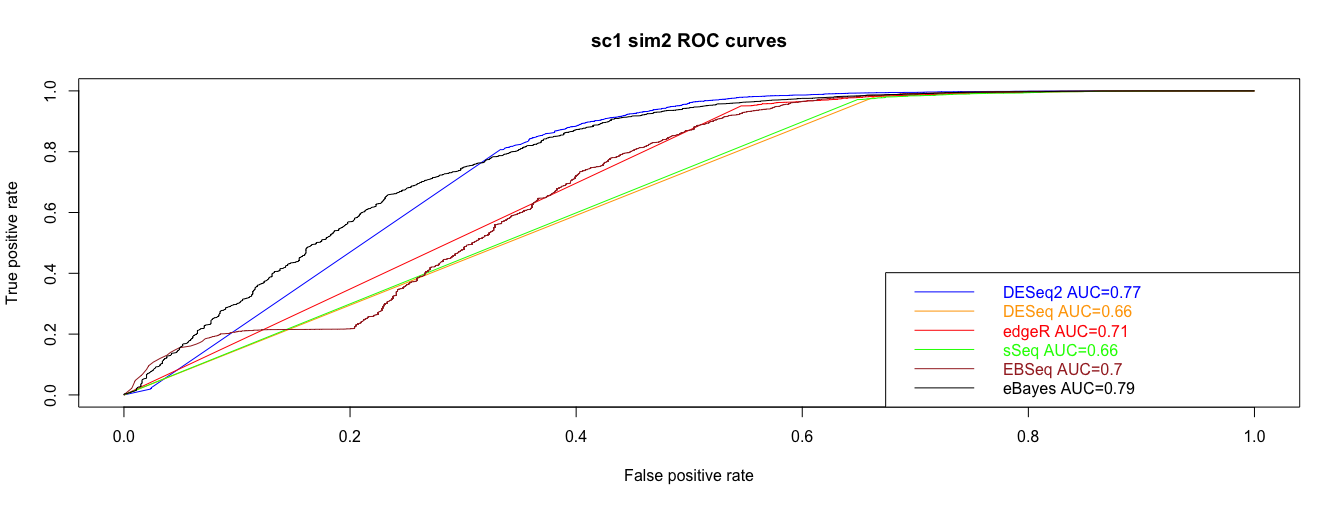 sc1 sim2 ROC curves
True positive rate
1.0
0.8
0.6
0.4
0.2
0.0
DESeq2 AUC=0.77
DESeq AUC=0.66
edgeR AUC=0.71
sSeq AUC=0.66
EBSeq AUC=0.7
eBayes AUC=0.79
0.0 0.2 0.4 0.6 0.8 1.0
False positive rate